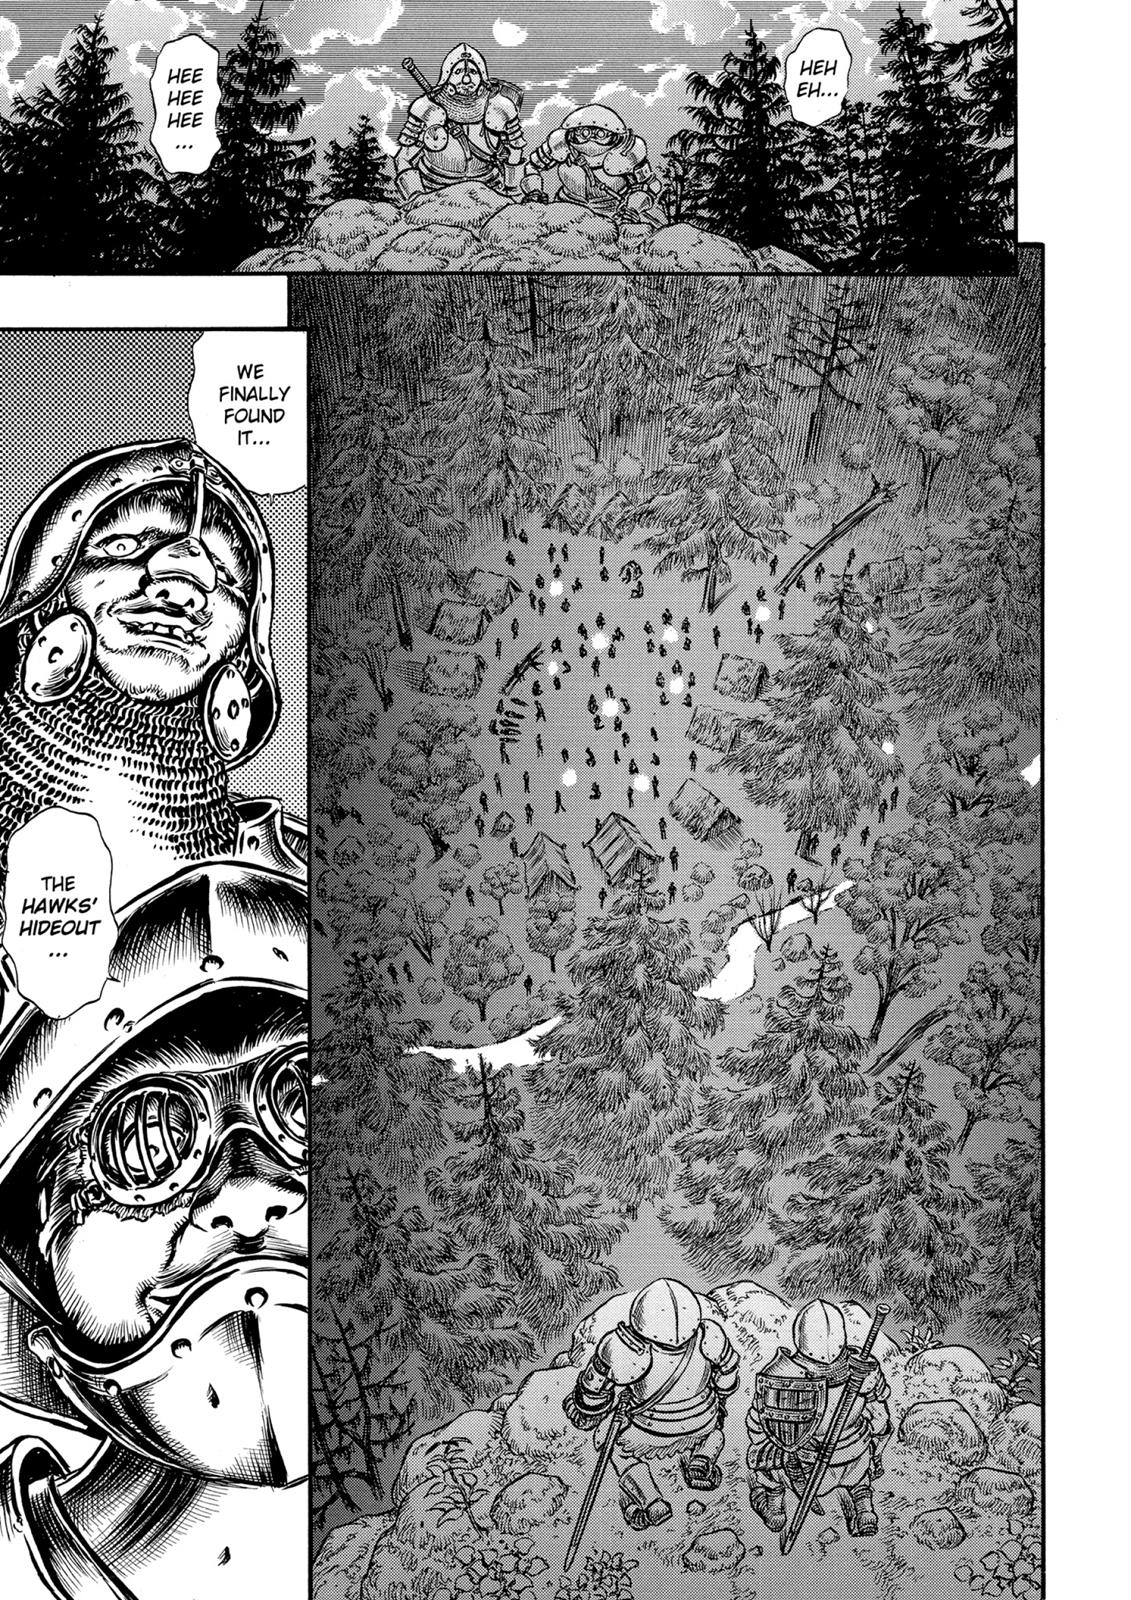 HEH
EH...
HEE
HEE
HEE
...
WE
FINALLY
FOUND
IT...
THE
HAWKS'
HIDEOUT
...